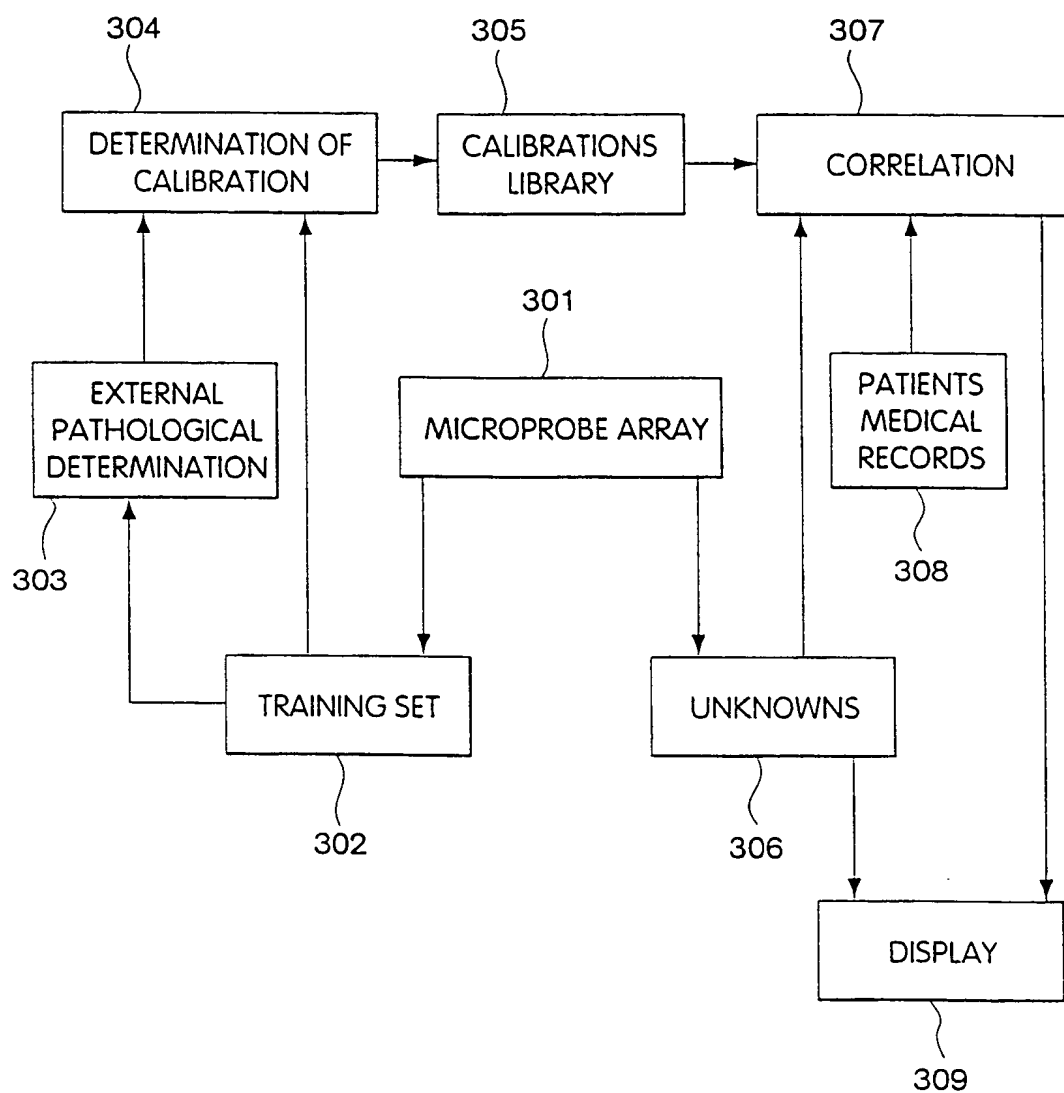 304
305
307
DETERMINATION OF
CALIBRATION
CALIBRATIONS
LIBRARY
CORRELATION
301
EXTERNAL
PATHOLOGICAL
DETERMINATION
MICROPROBE ARRAY
PATIENTS
MEDICAL
RECORDS
303
308
TRAINING SET
UNKNOWNS
302
306
DISPLAY
309